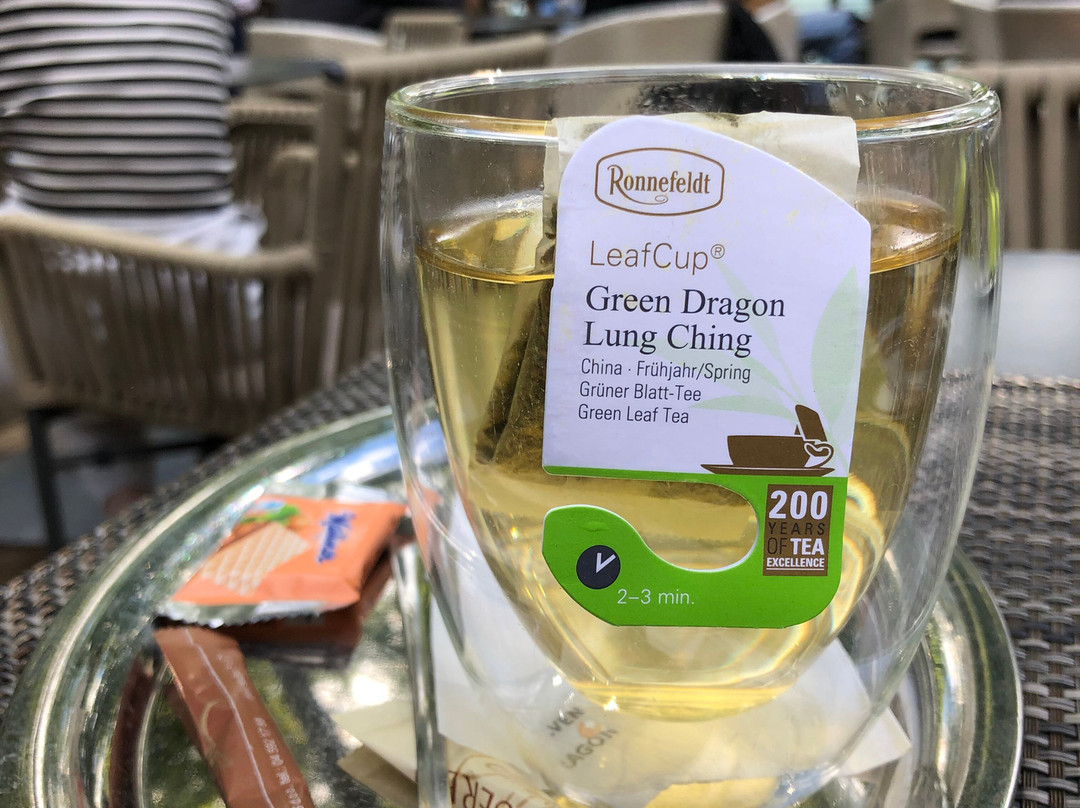 Ronnefeldt
LeafCup®
Green Dragon
Lung Ching
China · Frühjahr/Spring
Grüner Blatt-Tee
Green Leaf Tea
200
YEARS
OF TEA
EXCELLENCE
2–3 min.